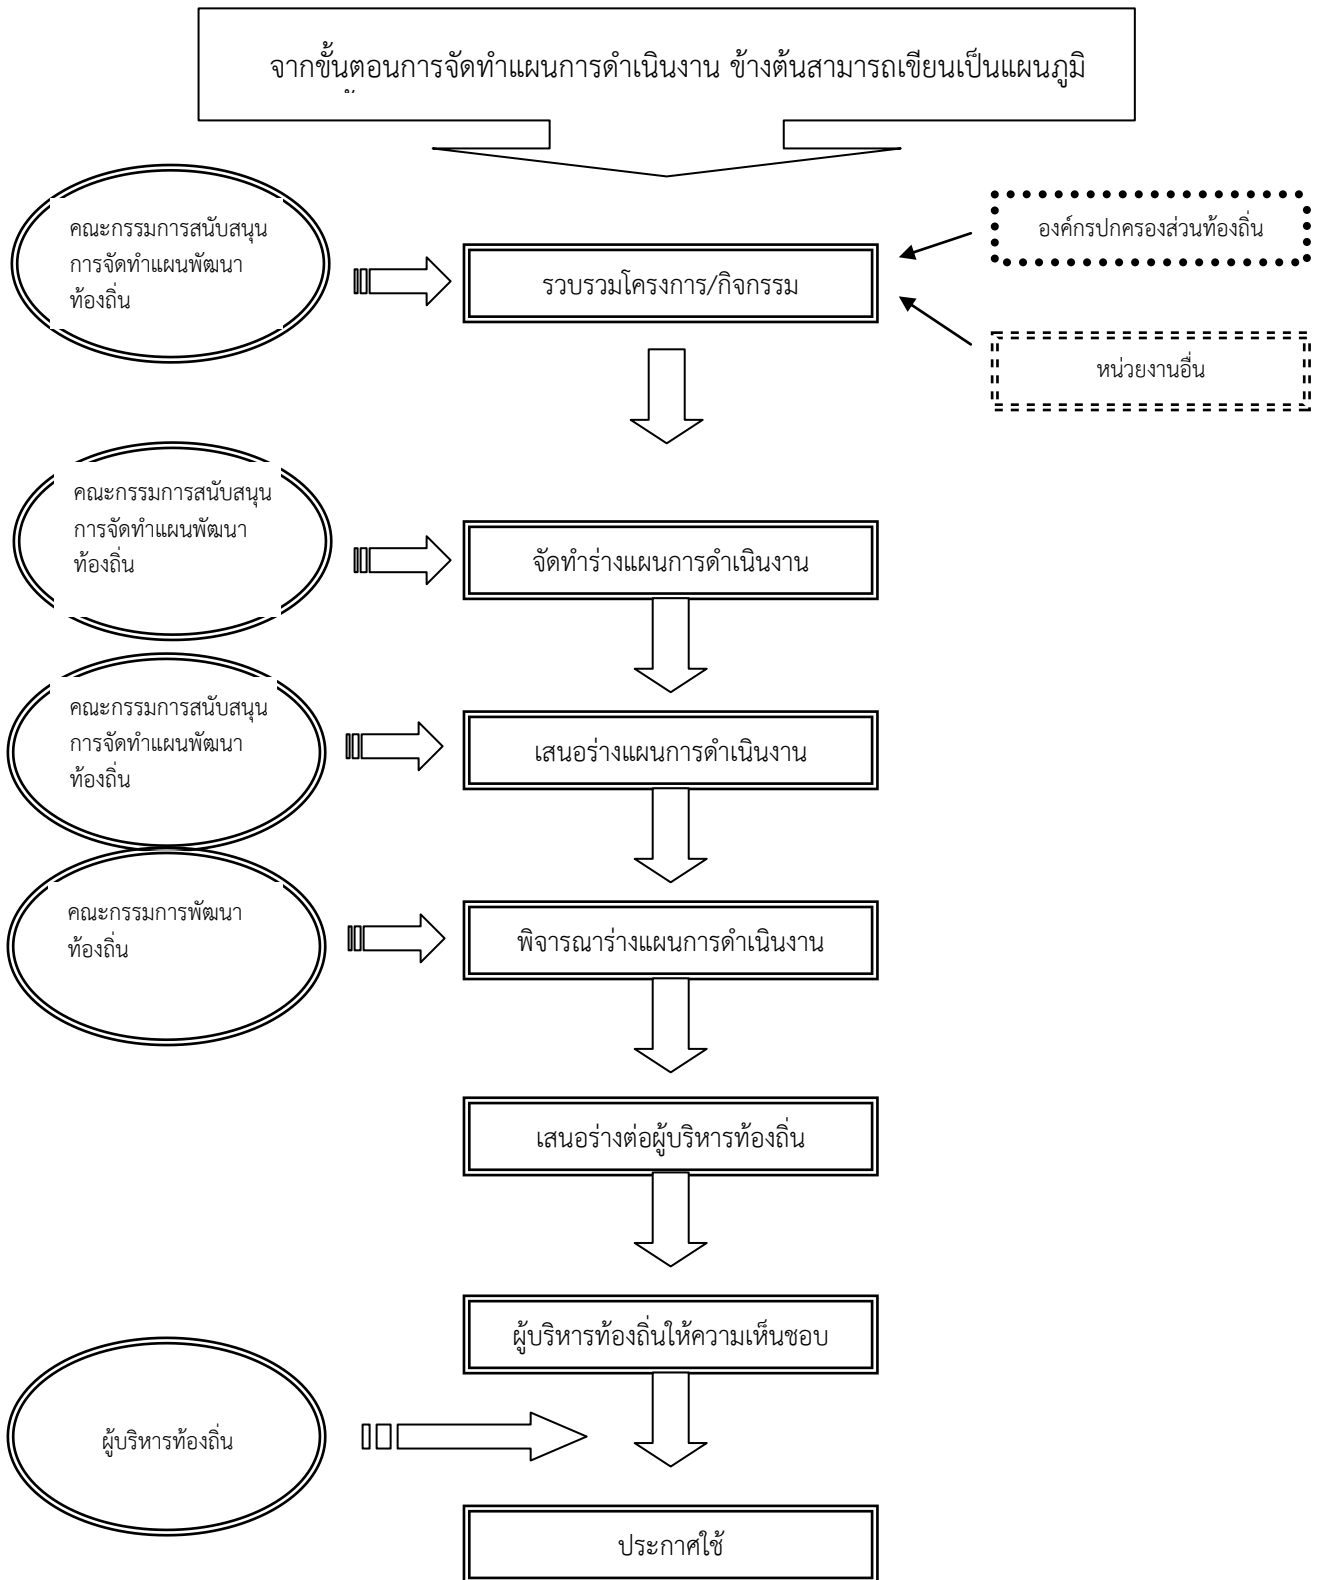 จากขั้นตอนการจัดทำแผนการดำเนินงาน ข้างต้นสามารถเขียนเป็นแผนภูมิ
คณะกรรมการสนับสนุน
การจัดทำแผนพัฒนา
ท้องถิ่น
รวบรวมโครงการ/กิจกรรม
องค์กรปกครองส่วนท้องถิ่น
หน่วยงานอื่น
คณะกรรมการสนับสนุน
การจัดทำแผนพัฒนา
ท้องถิ่น
จัดทำร่างแผนการดำเนินงาน
คณะกรรมการสนับสนุน
การจัดทำแผนพัฒนา
ท้องถิ่น
เสนอร่างแผนการดำเนินงาน
คณะกรรมการพัฒนา
ท้องถิ่น
พิจารณาร่างแผนการดำเนินงาน
เสนอร่างต่อผู้บริหารท้องถิ่น
ผู้บริหารท้องถิ่นให้ความเห็นชอบ
ผู้บริหารท้องถิ่น
ประกาศใช้